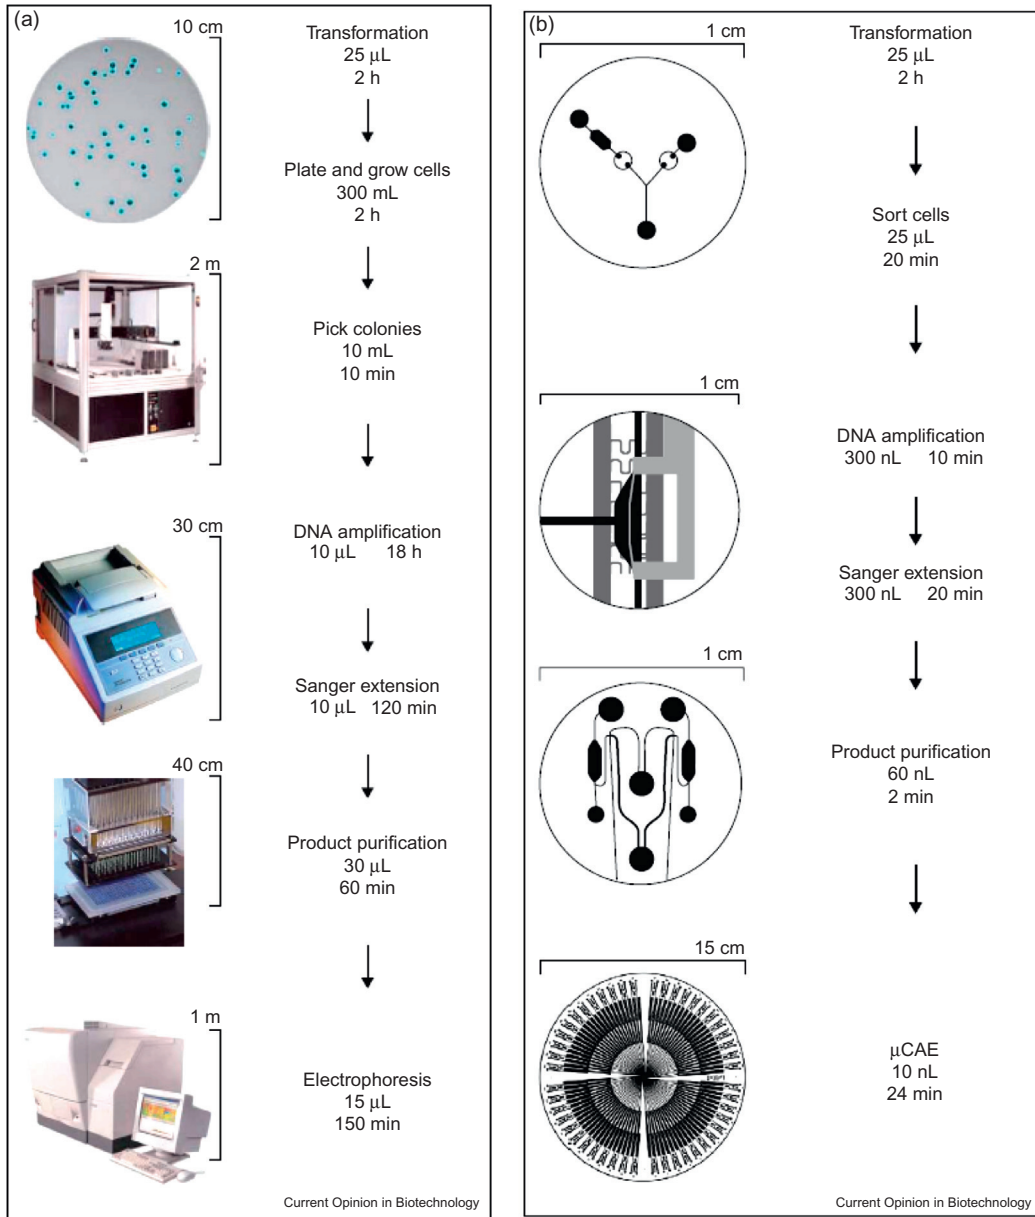 (a)
10 cm
Transformation
25 µL
2 h
Plate and grow cells
300 mL
2 h
2 m
Pick colonies
10 mL
10 min
30 cm
DNA amplification
10 µL 18 h
Sanger extension
10 µL 120 min
40 cm
Product purification
30 µL
60 min
1 m
Electrophoresis
15 µL
150 min
Current Opinion in Biotechnology
(b)
1 cm
Transformation
25 µL
2 h
Sort cells
25 µL
20 min
1 cm
DNA amplification
300 nL 10 min
Sanger extension
300 nL 20 min
1 cm
Product purification
60 nL
2 min
15 cm
µCAE
10 nL
24 min
Current Opinion in Biotechnology